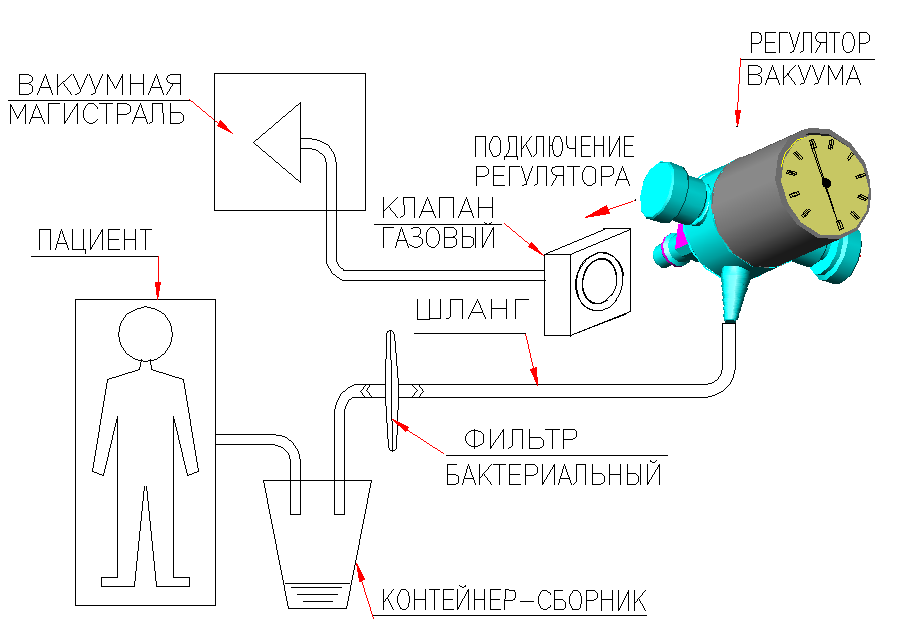 РЕГУЛЯТОР
ВАКУУМА
ВАКУУМНАЯ
МАГИСТРАЛЬ
ПОДКЛЮЧЕНИЕ
РЕГУЛЯТОРА
КЛАПАН
ГАЗОВЫЙ
ПАЦИЕНТ
ШЛАНГ
ФИЛЬТР
БАКТЕРИАЛЬНЫЙ
КОНТЕЙНЕР-СБОРНИК